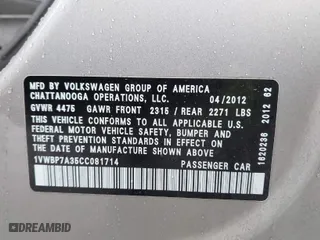 MFD BY VOLKSWAGEN GROUP OF AMERICA
CHATTANOOGA OPERATIONS, LLC. 04/2012
GVWR 4475 GAWR FRONT 2315 / REAR 2271 LBS
THIS VEHICLE CONFORMS TO ALL APPLICABLE U.S.
FEDERAL MOTOR VEHICLE SAFETY, BUMPER AND
THEFT PREVENTION STANDARDS IN EFFECT ON THE
DATE OF MANUFACTURE SHOWN ABOVE
1VWBP7A35CC081714 PASSENGER CAR
1620236 2012 62